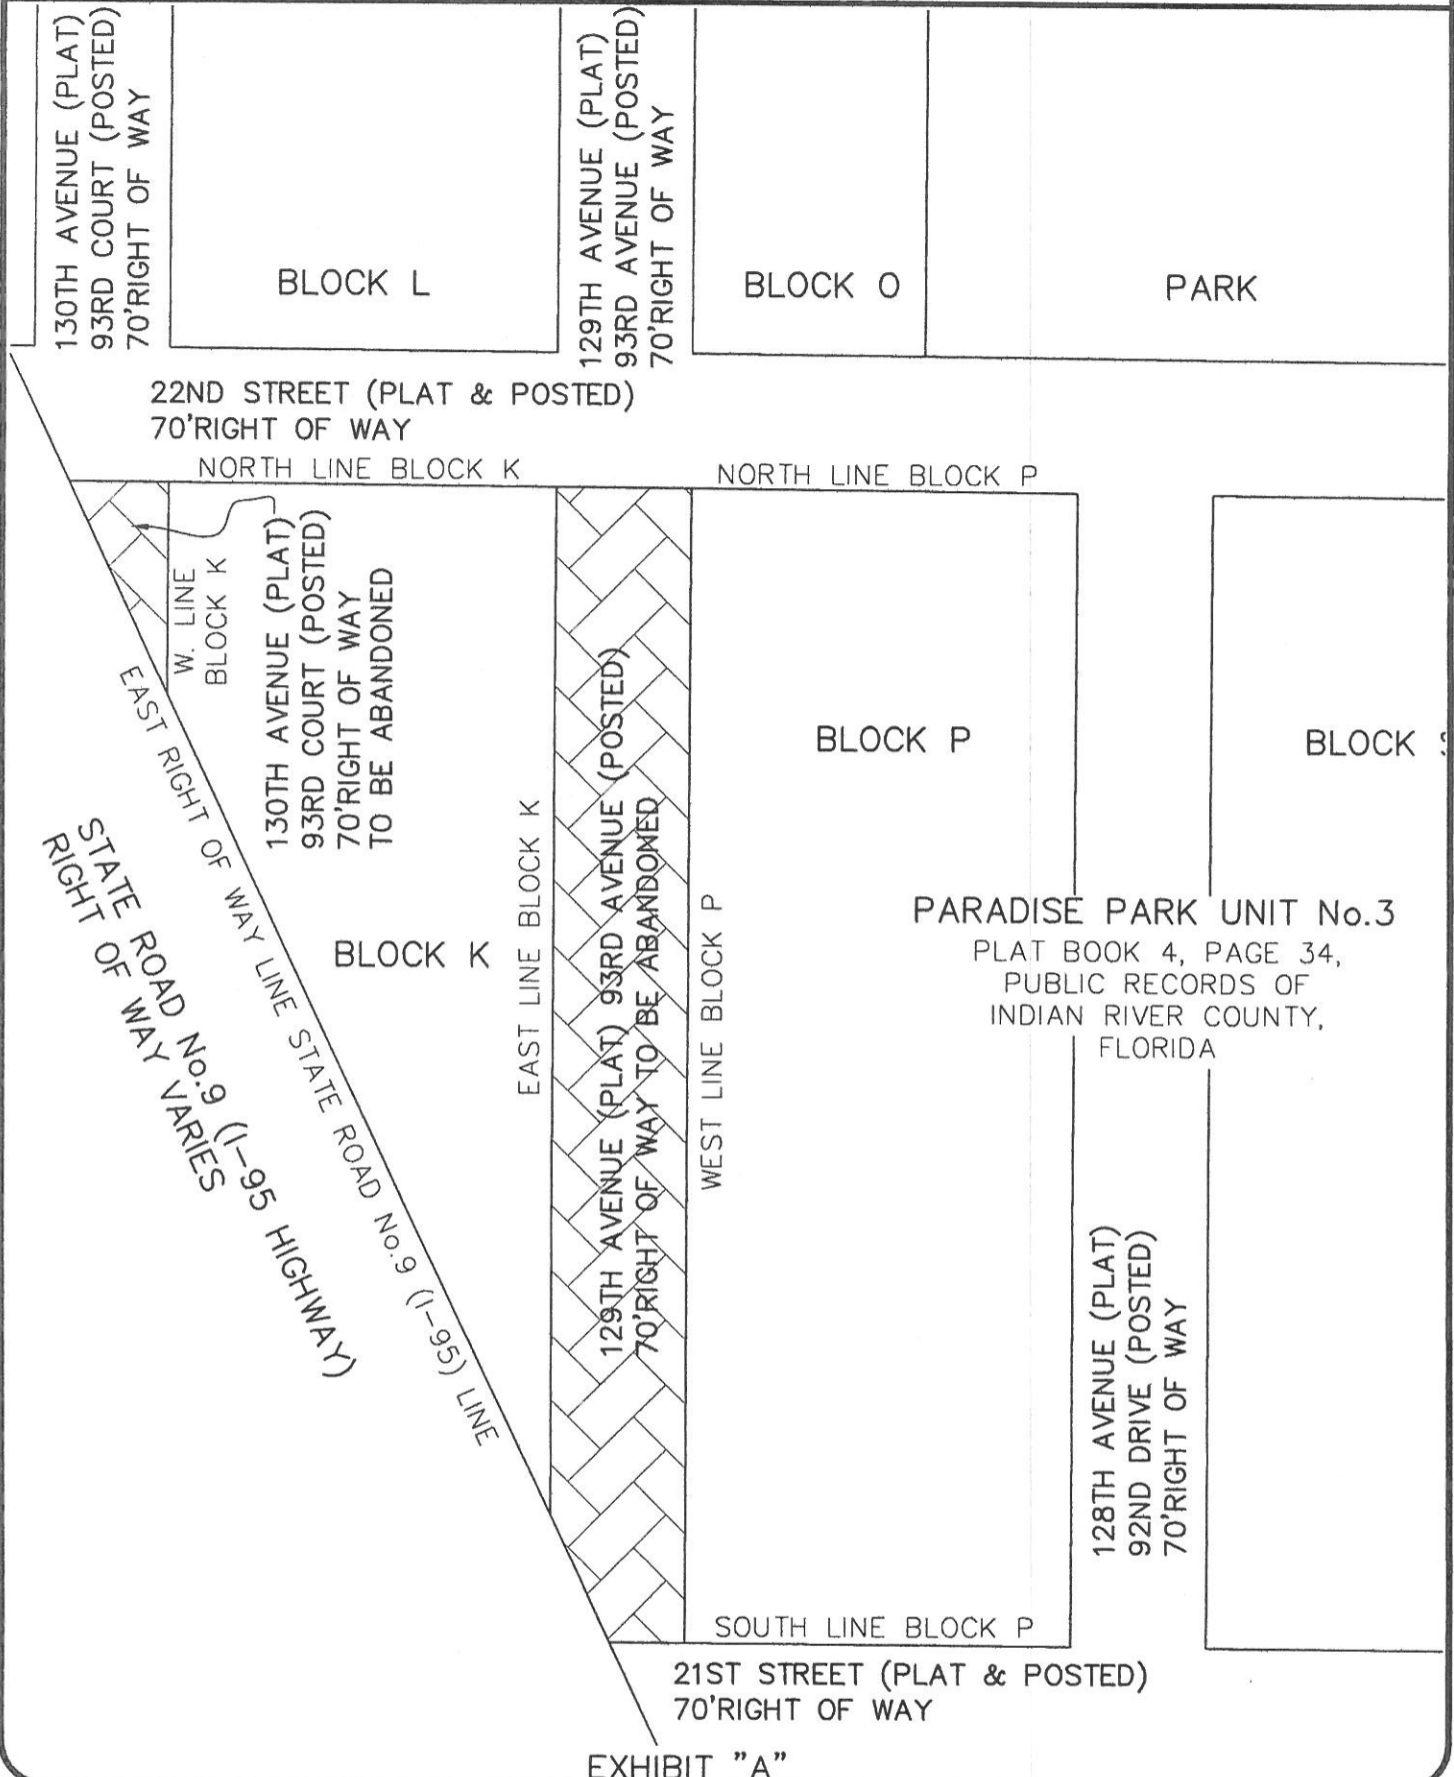 130TH AVENUE (PLAT)
93RD COURT (POSTED)
70'RIGHT OF WAY
BLOCK L
129TH AVENUE (PLAT)
93RD AVENUE (POSTED)
70'RIGHT OF WAY
BLOCK O
PARK
22ND STREET (PLAT & POSTED)
70'RIGHT OF WAY
NORTH LINE BLOCK K
NORTH LINE BLOCK P
W. LINE
BLOCK K
130TH AVENUE (PLAT)
93RD COURT (POSTED)
70'RIGHT OF WAY
TO BE ABANDONED
EAST RIGHT OF WAY LINE STATE ROAD No.9 (I-95) LINE
STATE ROAD No.9 (I-95 HIGHWAY)
RIGHT OF WAY VARIES
BLOCK K
EAST LINE BLOCK K
129TH AVENUE (PLAT) 93RD AVENUE (POSTED)
70'RIGHT OF WAY TO BE ABANDONED
WEST LINE BLOCK P
BLOCK P
BLOCK
PARADISE PARK UNIT No.3
PLAT BOOK 4, PAGE 34,
PUBLIC RECORDS OF
INDIAN RIVER COUNTY,
FLORIDA
128TH AVENUE (PLAT)
92ND DRIVE (POSTED)
70'RIGHT OF WAY
SOUTH LINE BLOCK P
21ST STREET (PLAT & POSTED)
70'RIGHT OF WAY
EXHIBIT "A"